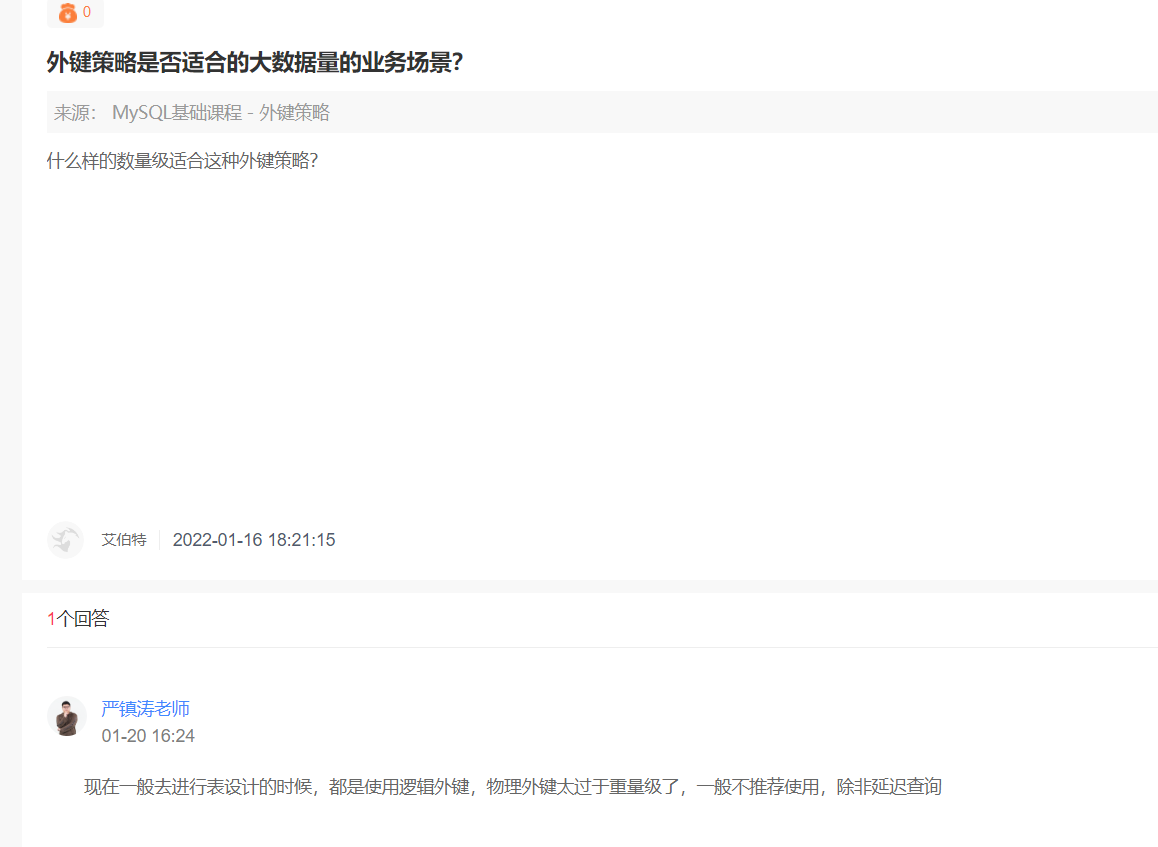 0
外键策略是否适合的大数据量的业务场景?
来源： MySQL基础课程 - 外键策略
什么样的数量级适合这种外键策略?
艾伯特 2022-01-16 18:21:15
1个回答
严镇涛老师
01-20 16:24
现在一般去进行表设计的时候，都是使用逻辑外键，物理外键太过于重量级了，一般不推荐使用，除非延迟查询